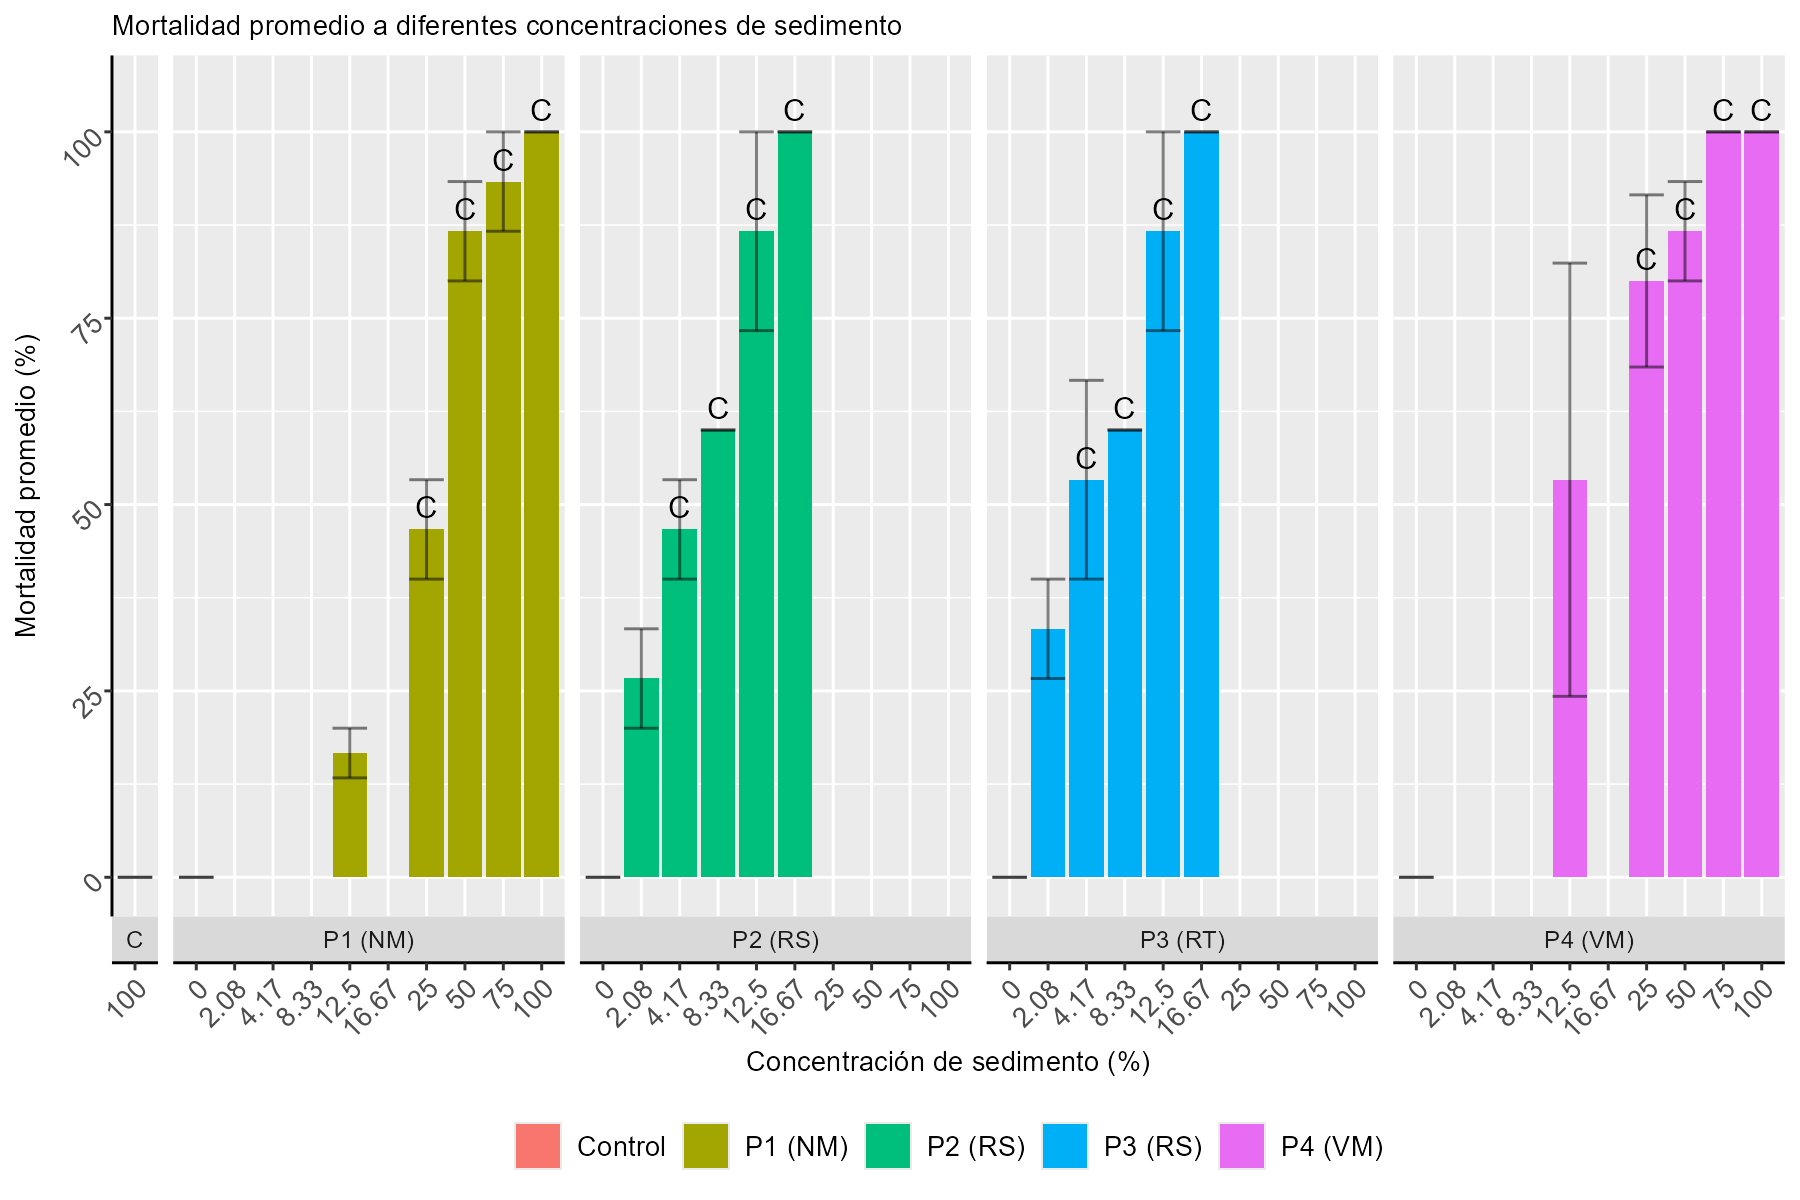 Mortalidad promedio a diferentes concentraciones de sedimento
Mortalidad promedio (%)
100
75
50
25
0
C C C C
C C C C
C C C C
C C C C
C P1 (NM) P2 (RS) P3 (RT) P4 (VM)
100 0 2.08 4.17 8.33 12.5 16.67 25 50 75 100 0 2.08 4.17 8.33 12.5 16.67 25 50 75 100 0 2.08 4.17 8.33 12.5 16.67 25 50 75 100 0 2.08 4.17 8.33 12.5 16.67 25 50 75 100
Concentración de sedimento (%)
Control P1 (NM) P2 (RS) P3 (RS) P4 (VM)